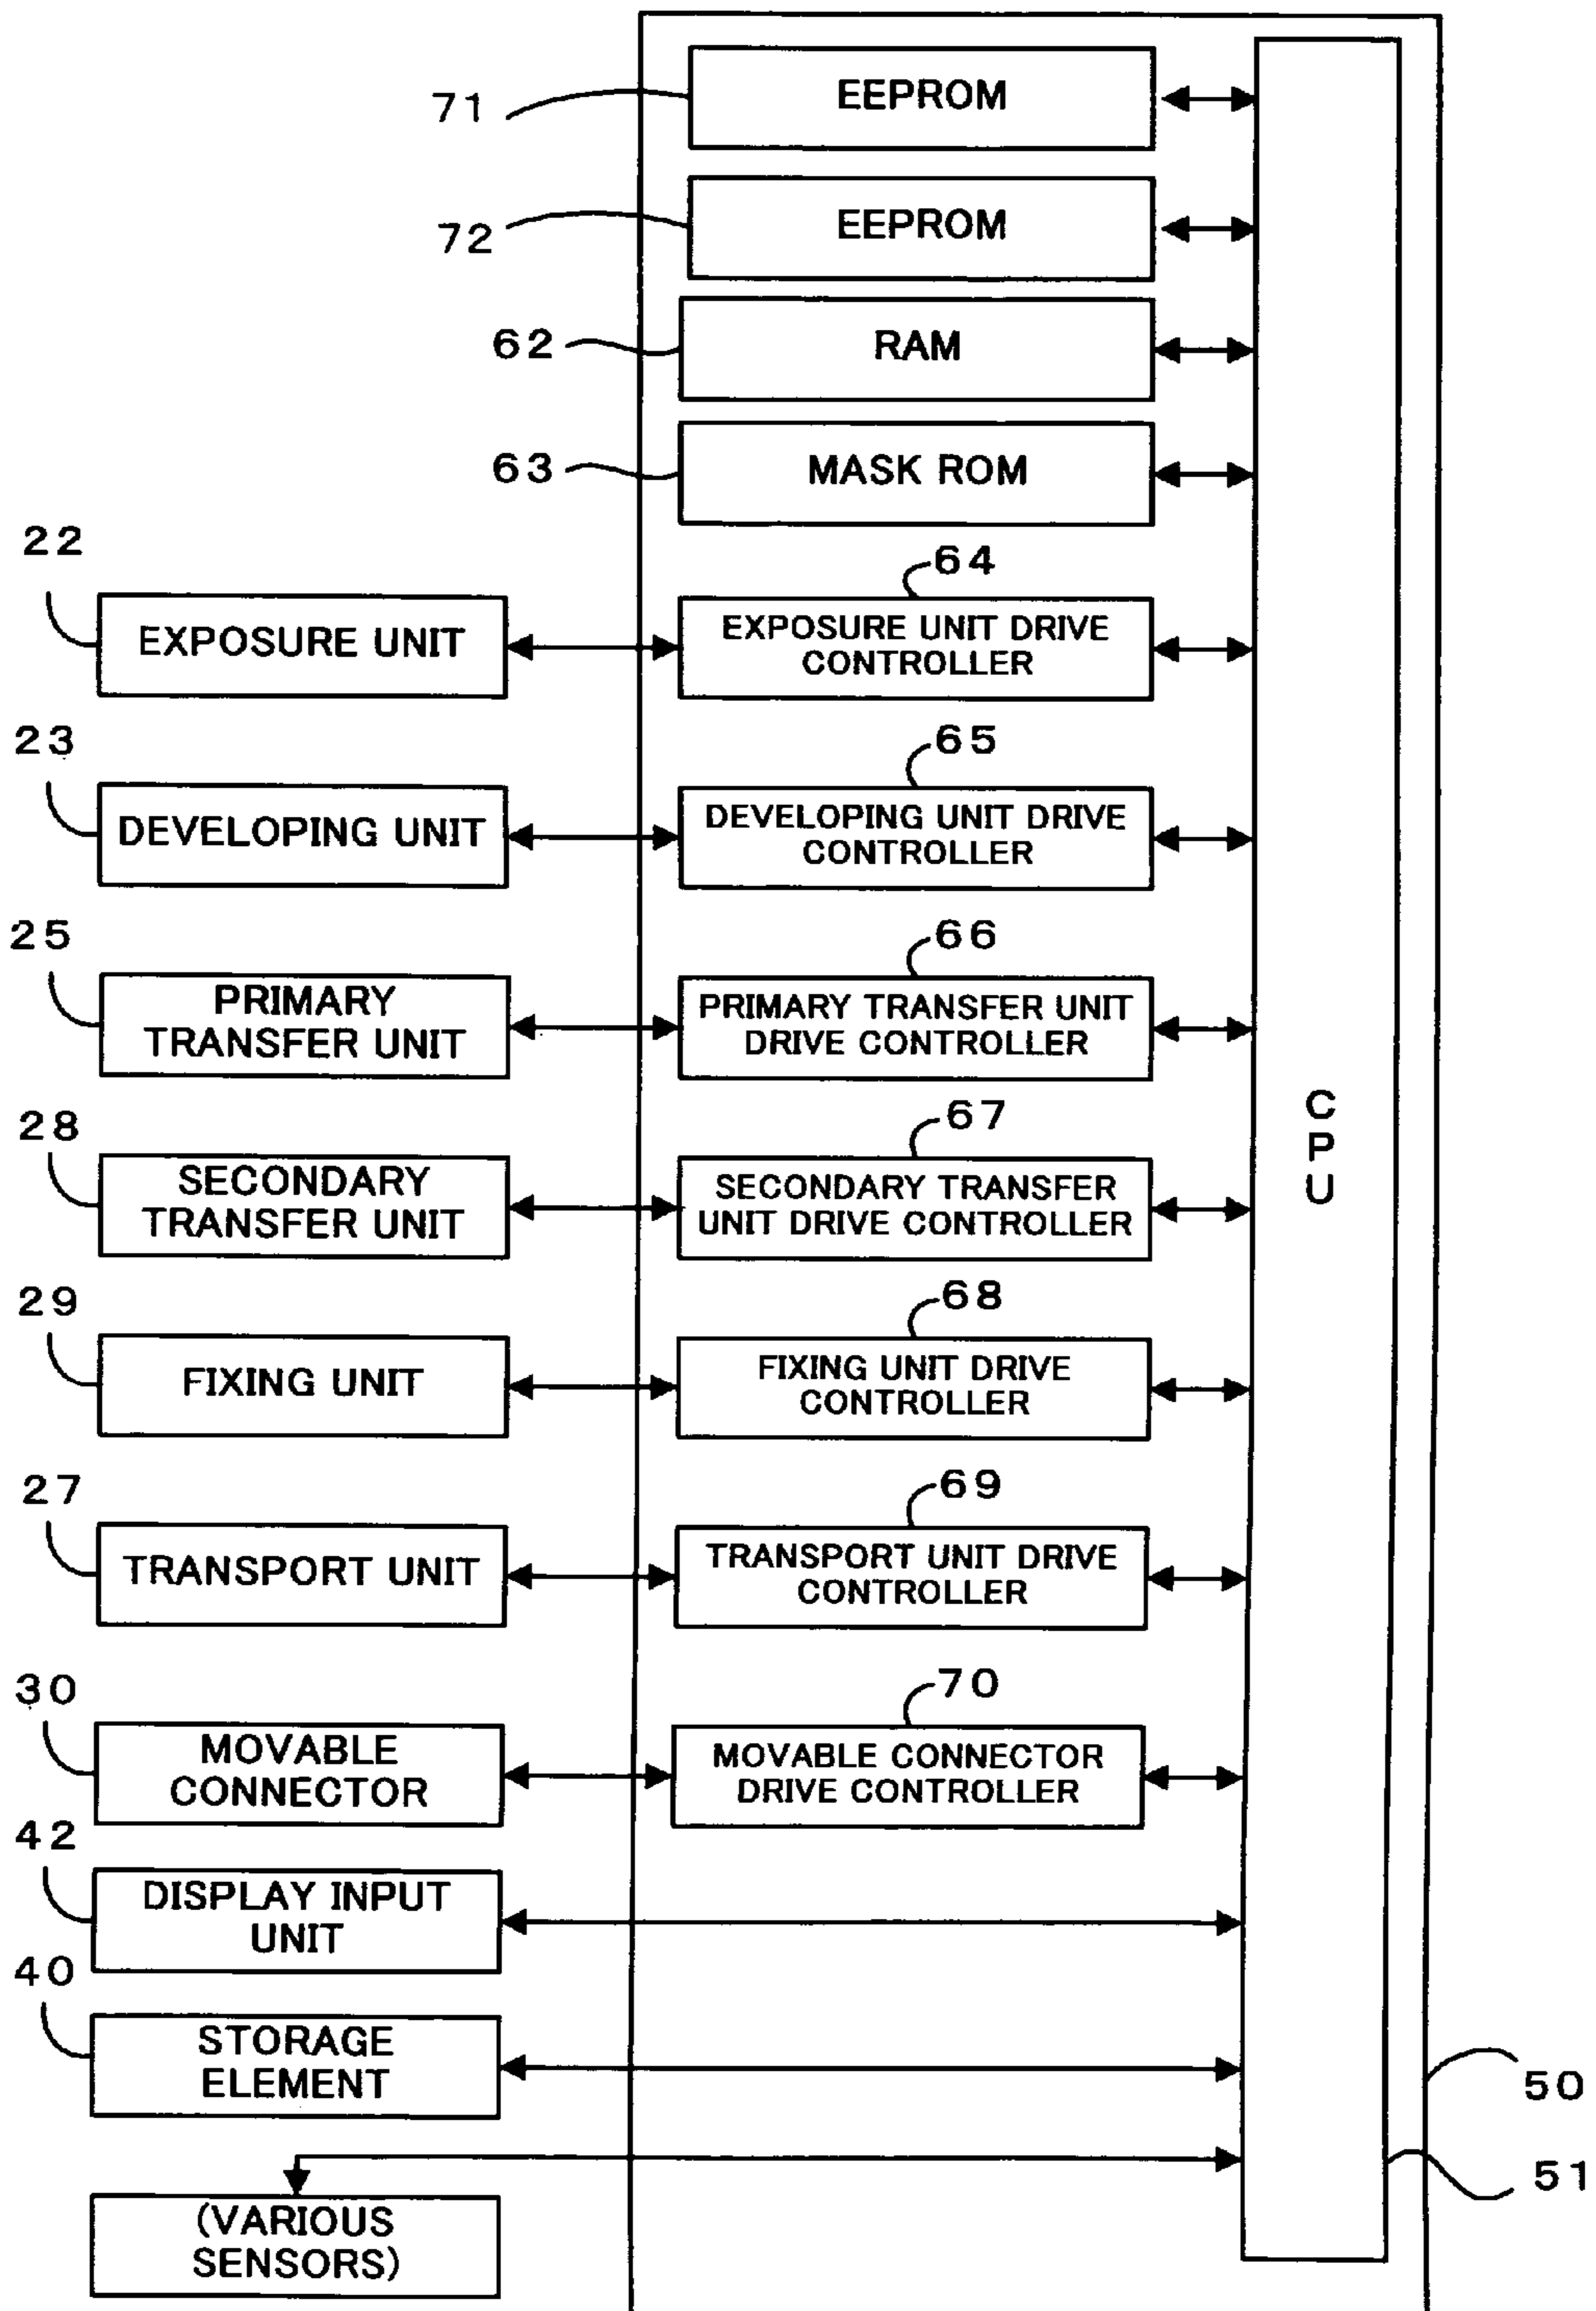 71
EEPROM
72
EEPROM
62
RAM
63
MASK ROM
22
EXPOSURE UNIT
64
EXPOSURE UNIT DRIVE
CONTROLLER
23
DEVELOPING UNIT
65
DEVELOPING UNIT DRIVE
CONTROLLER
25
PRIMARY
TRANSFER UNIT
66
PRIMARY TRANSFER UNIT
DRIVE CONTROLLER
CPU
28
SECONDARY
TRANSFER UNIT
67
SECONDARY TRANSFER
UNIT DRIVE CONTROLLER
29
FIXING UNIT
68
FIXING UNIT DRIVE
CONTROLLER
27
TRANSPORT UNIT
69
TRANSPORT UNIT DRIVE
CONTROLLER
30
MOVABLE
CONNECTOR
70
MOVABLE CONNECTOR
DRIVE CONTROLLER
42
DISPLAY INPUT
UNIT
40
STORAGE
ELEMENT
50
51
(VARIOUS
SENSORS)